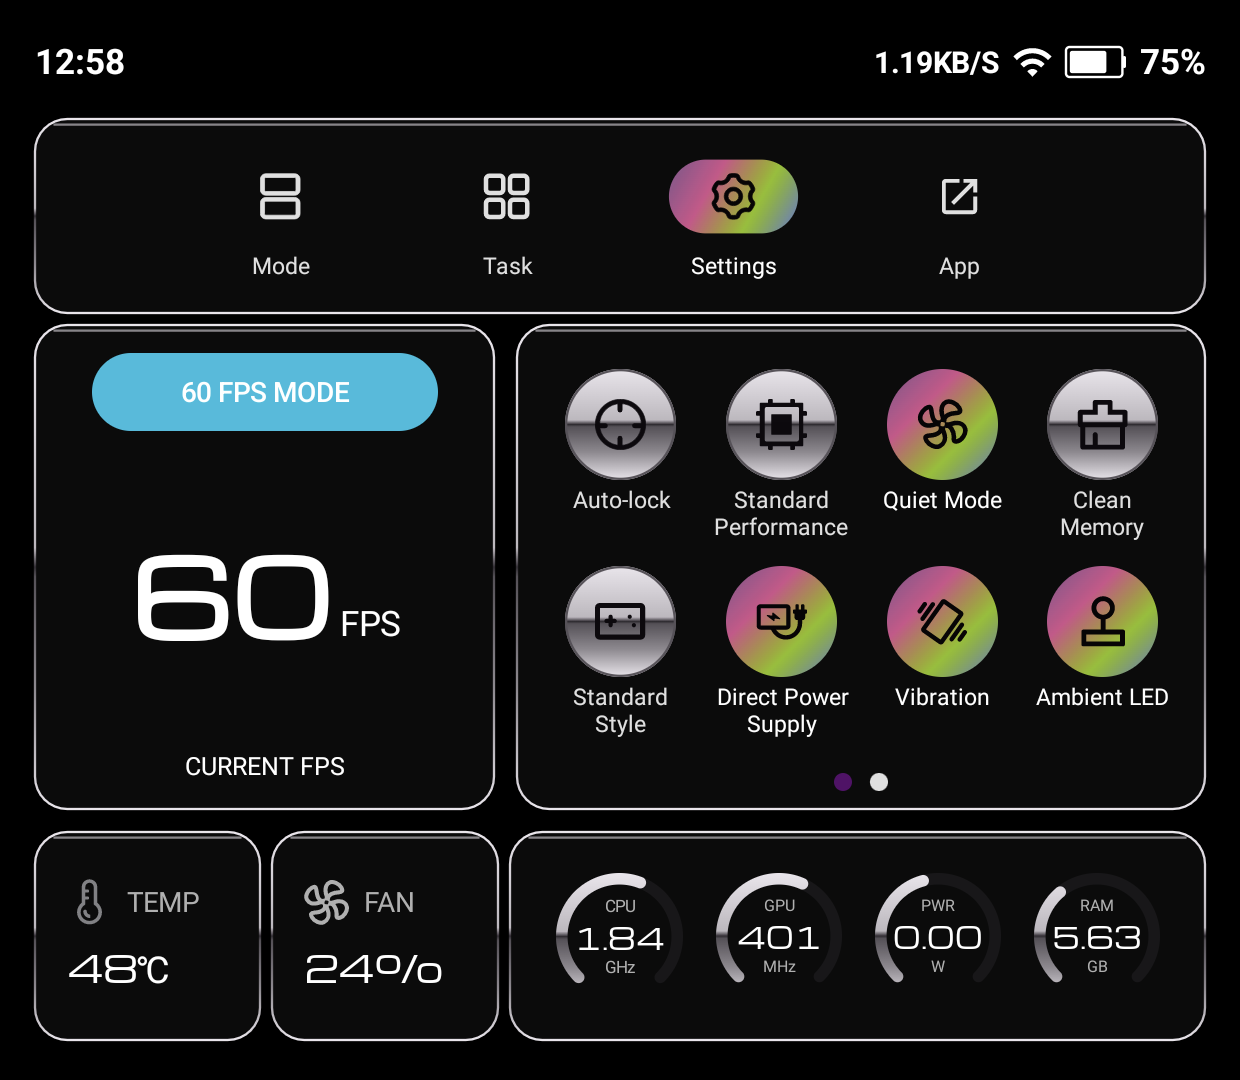 12:58
1.19KB/S 75%
Mode
Task
Settings
App
60 FPS MODE
60 FPS
CURRENT FPS
Auto-lock
Standard
Performance
Quiet Mode
Clean
Memory
Standard
Style
Direct Power
Supply
Vibration
Ambient LED
TEMP
48℃
FAN
24%
CPU
1.84
GHz
GPU
401
MHz
PWR
0.00
W
RAM
5.63
GB